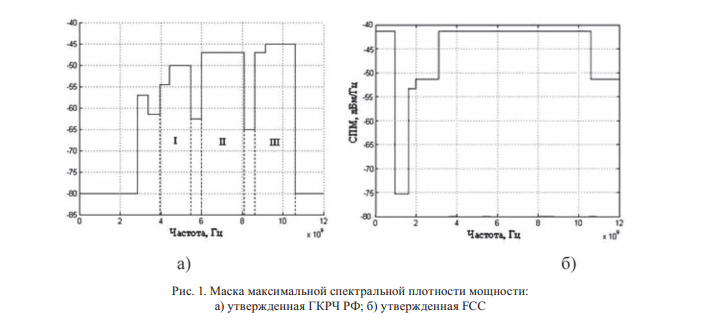 -40
-45
-50
-55
-60
-65
-70
-75
-80
-85
I
II
III
0
2
4
6
8
10
12
Частота, Гц
x 10⁹
а)
СПМ, дБм/Гц
-40
-45
-50
-55
-60
-65
-70
-75
-80
0
2
4
6
8
10
12
Частота, Гц
x 10⁹
б)
Рис. 1. Маска максимальной спектральной плотности мощности:
а) утвержденная ГКРЧ РФ; б) утвержденная FCC